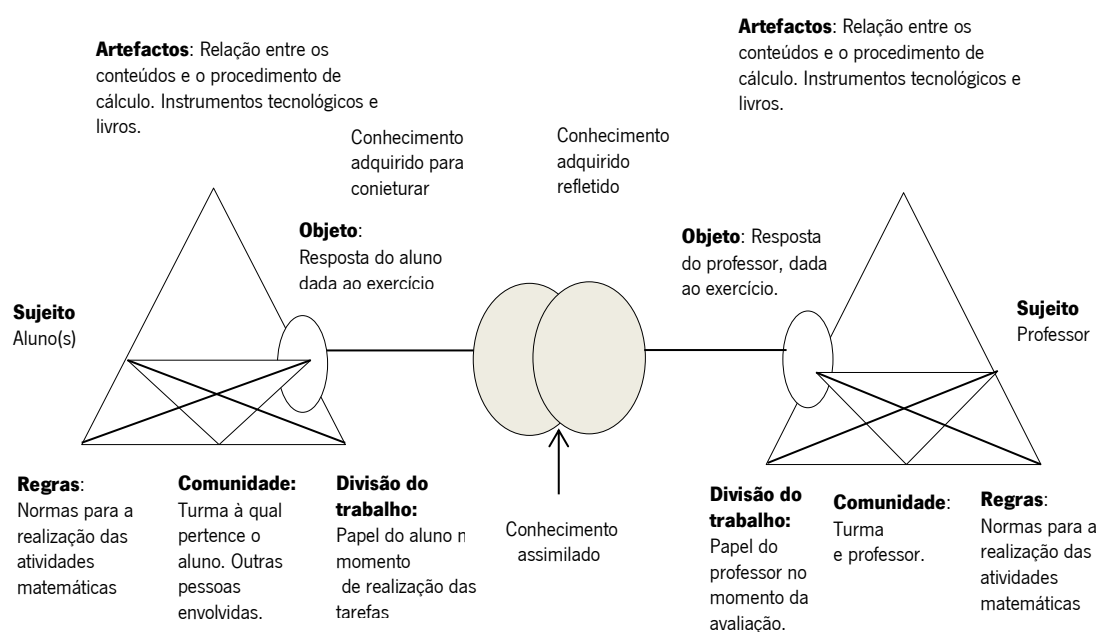 Artefactos: Relação entre os
conteúdos e o procedimento de
cálculo. Instrumentos tecnológicos e
livros.
Artefactos: Relação entre os
conteúdos e o procedimento de
cálculo. Instrumentos tecnológicos e
livros.
Conhecimento
adquirido para
conieturar
Conhecimento
adquirido
refletido
Objeto:
Resposta do aluno
dada ao exercício
Objeto: Resposta
do professor, dada
ao exercício.
Sujeito
Aluno(s)
Sujeito
Professor
Regras:
Normas para a
realização das
atividades
matemáticas
Comunidade:
Turma à qual
pertence o
aluno. Outras
pessoas
envolvidas.
Divisão do
trabalho:
Papel do aluno n
momento
de realização das
tarefas
Conhecimento
assimilado
Divisão do
trabalho:
Papel do
professor no
momento da
avaliação.
Comunidade:
Turma
e professor.
Regras:
Normas para a
realização das
atividades
matemáticas